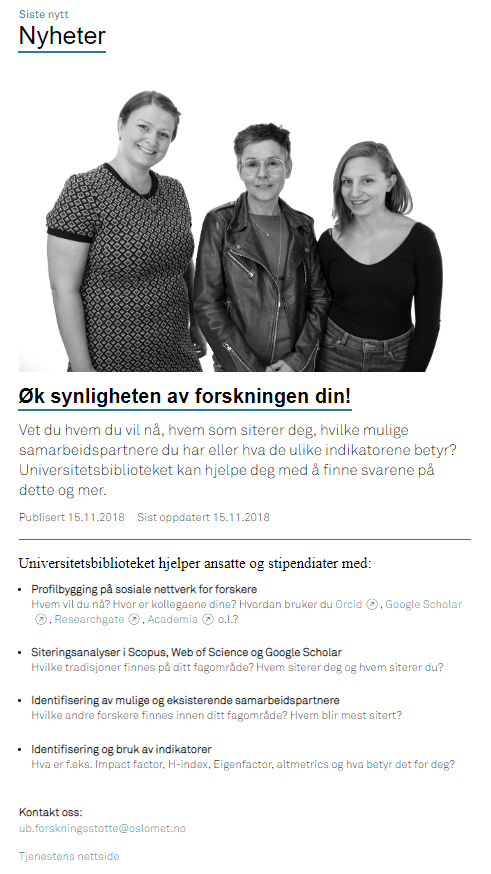 Siste nytt
Nyheter
Øk synligheten av forskningen din!
Vet du hvem du vil nå, hvem som siterer deg, hvilke mulige
samarbeidspartnere du har eller hva de ulike indikatorene betyr?
Universitetsbiblioteket kan hjelpe deg med å finne svarene på
dette og mer.
Publisert 15.11.2018 Sist oppdatert 15.11.2018
Universitetsbiblioteket hjelper ansatte og stipendiater med:
• Profilbygging på sosiale nettverk for forskere
Hvem vil du nå? Hvor er kollegaene dine? Hvordan bruker du Orcid , Google Scholar
, Researchgate , Academia o.l.?
• Siteringsanalyser i Scopus, Web of Science og Google Scholar
Hvilke tradisjoner finnes på ditt fagområde? Hvem siterer deg og hvem siterer du?
• Identifisering av mulige og eksisterende samarbeidspartnere
Hvilke andre forskere finnes innen ditt fagområde? Hvem blir mest sitert?
• Identifisering og bruk av indikatorer
Hva er f.eks. Impact factor, H-index, Eigenfactor, altmetrics og hva betyr det for deg?
Kontakt oss:
ub.forskningsstotte@oslomet.no
Tjenestens nettside